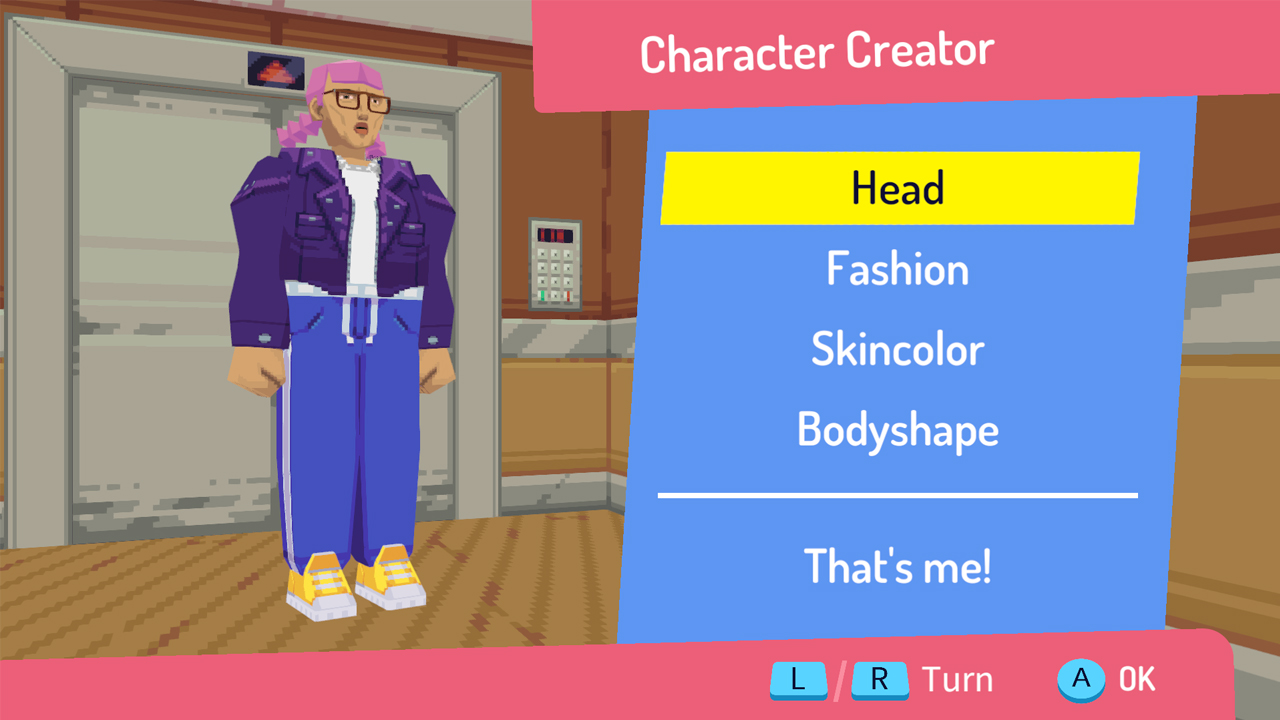 Character Creator
Head
Fashion
Skincolor
Bodyshape
That's me!
L / R Turn A OK